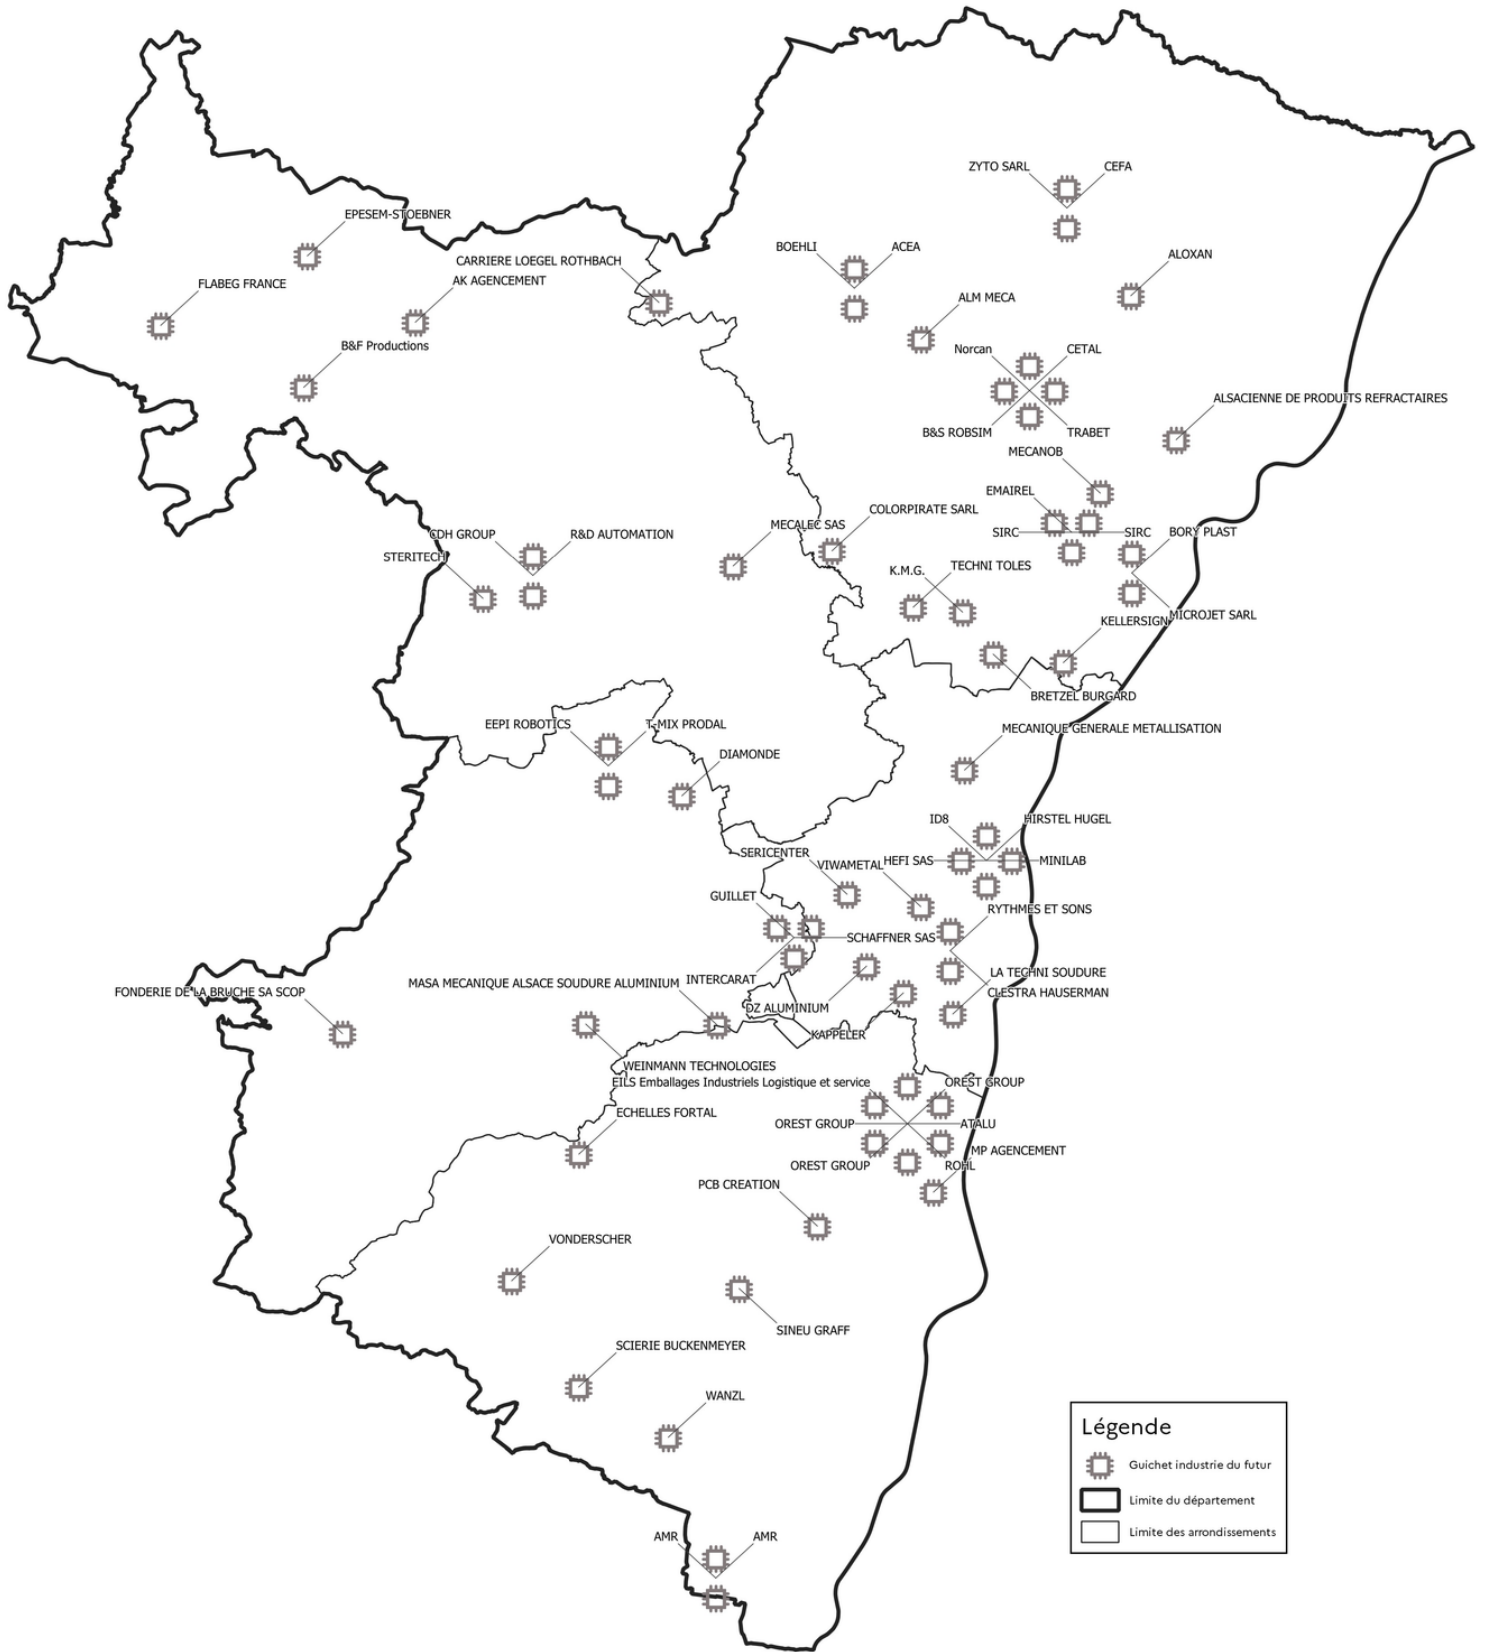 ZYTO SARL
CEFA
EPESEM-STOEBNER
BOEHLI
ACEA
ALOXAN
CARRIERE LOEGEL ROTHBACH
FLABEG FRANCE
AK AGENCEMENT
ALM MECA
B&F Productions
Norcan
CETAL
ALSACIENNE DE PRODUITS REFRACTAIRES
B&S ROBSIM
TRABET
MECANOB
EMAIREL
COLORPIRATE SARL
MECALEC SAS
SIRC
SIRC
BORY PLAST
CDH GROUP
R&D AUTOMATION
STERITECH
K.M.G.
TECHNI TOLES
MICROJET SARL
KELLERSIGN
BRETZEL BURGARD
EEPI ROBOTICS
T-MIX PRODAL
MECANIQUE GENERALE METALLISATION
DIAMONDE
ID8
HIRSTEL HUGEL
SERICENTER
VIWAMETAL
HEFI SAS
MINILAB
GUILLET
RYTHMES ET SONS
SCHAFFNER SAS
LA TECHNI SOUDURE
MASA MECANIQUE ALSACE SOUDURE ALUMINIUM
INTERCARAT
FONDERIE DE LA BRUCHE SA SCOP
CLESTRA HAUSERMAN
DZ ALUMINIUM
KAPPELER
WEINMANN TECHNOLOGIES
EILS Emballages Industriels Logistique et service
OREST GROUP
ECHELLES FORTAL
OREST GROUP
ATALU
MP AGENCEMENT
OREST GROUP
ROHL
PCB CREATION
VONDERSCHER
SINEU GRAFF
SCIERIE BUCKENMEYER
WANZL
AMR
AMR
Légende
Guichet industrie du futur
Limite du département
Limite des arrondissements